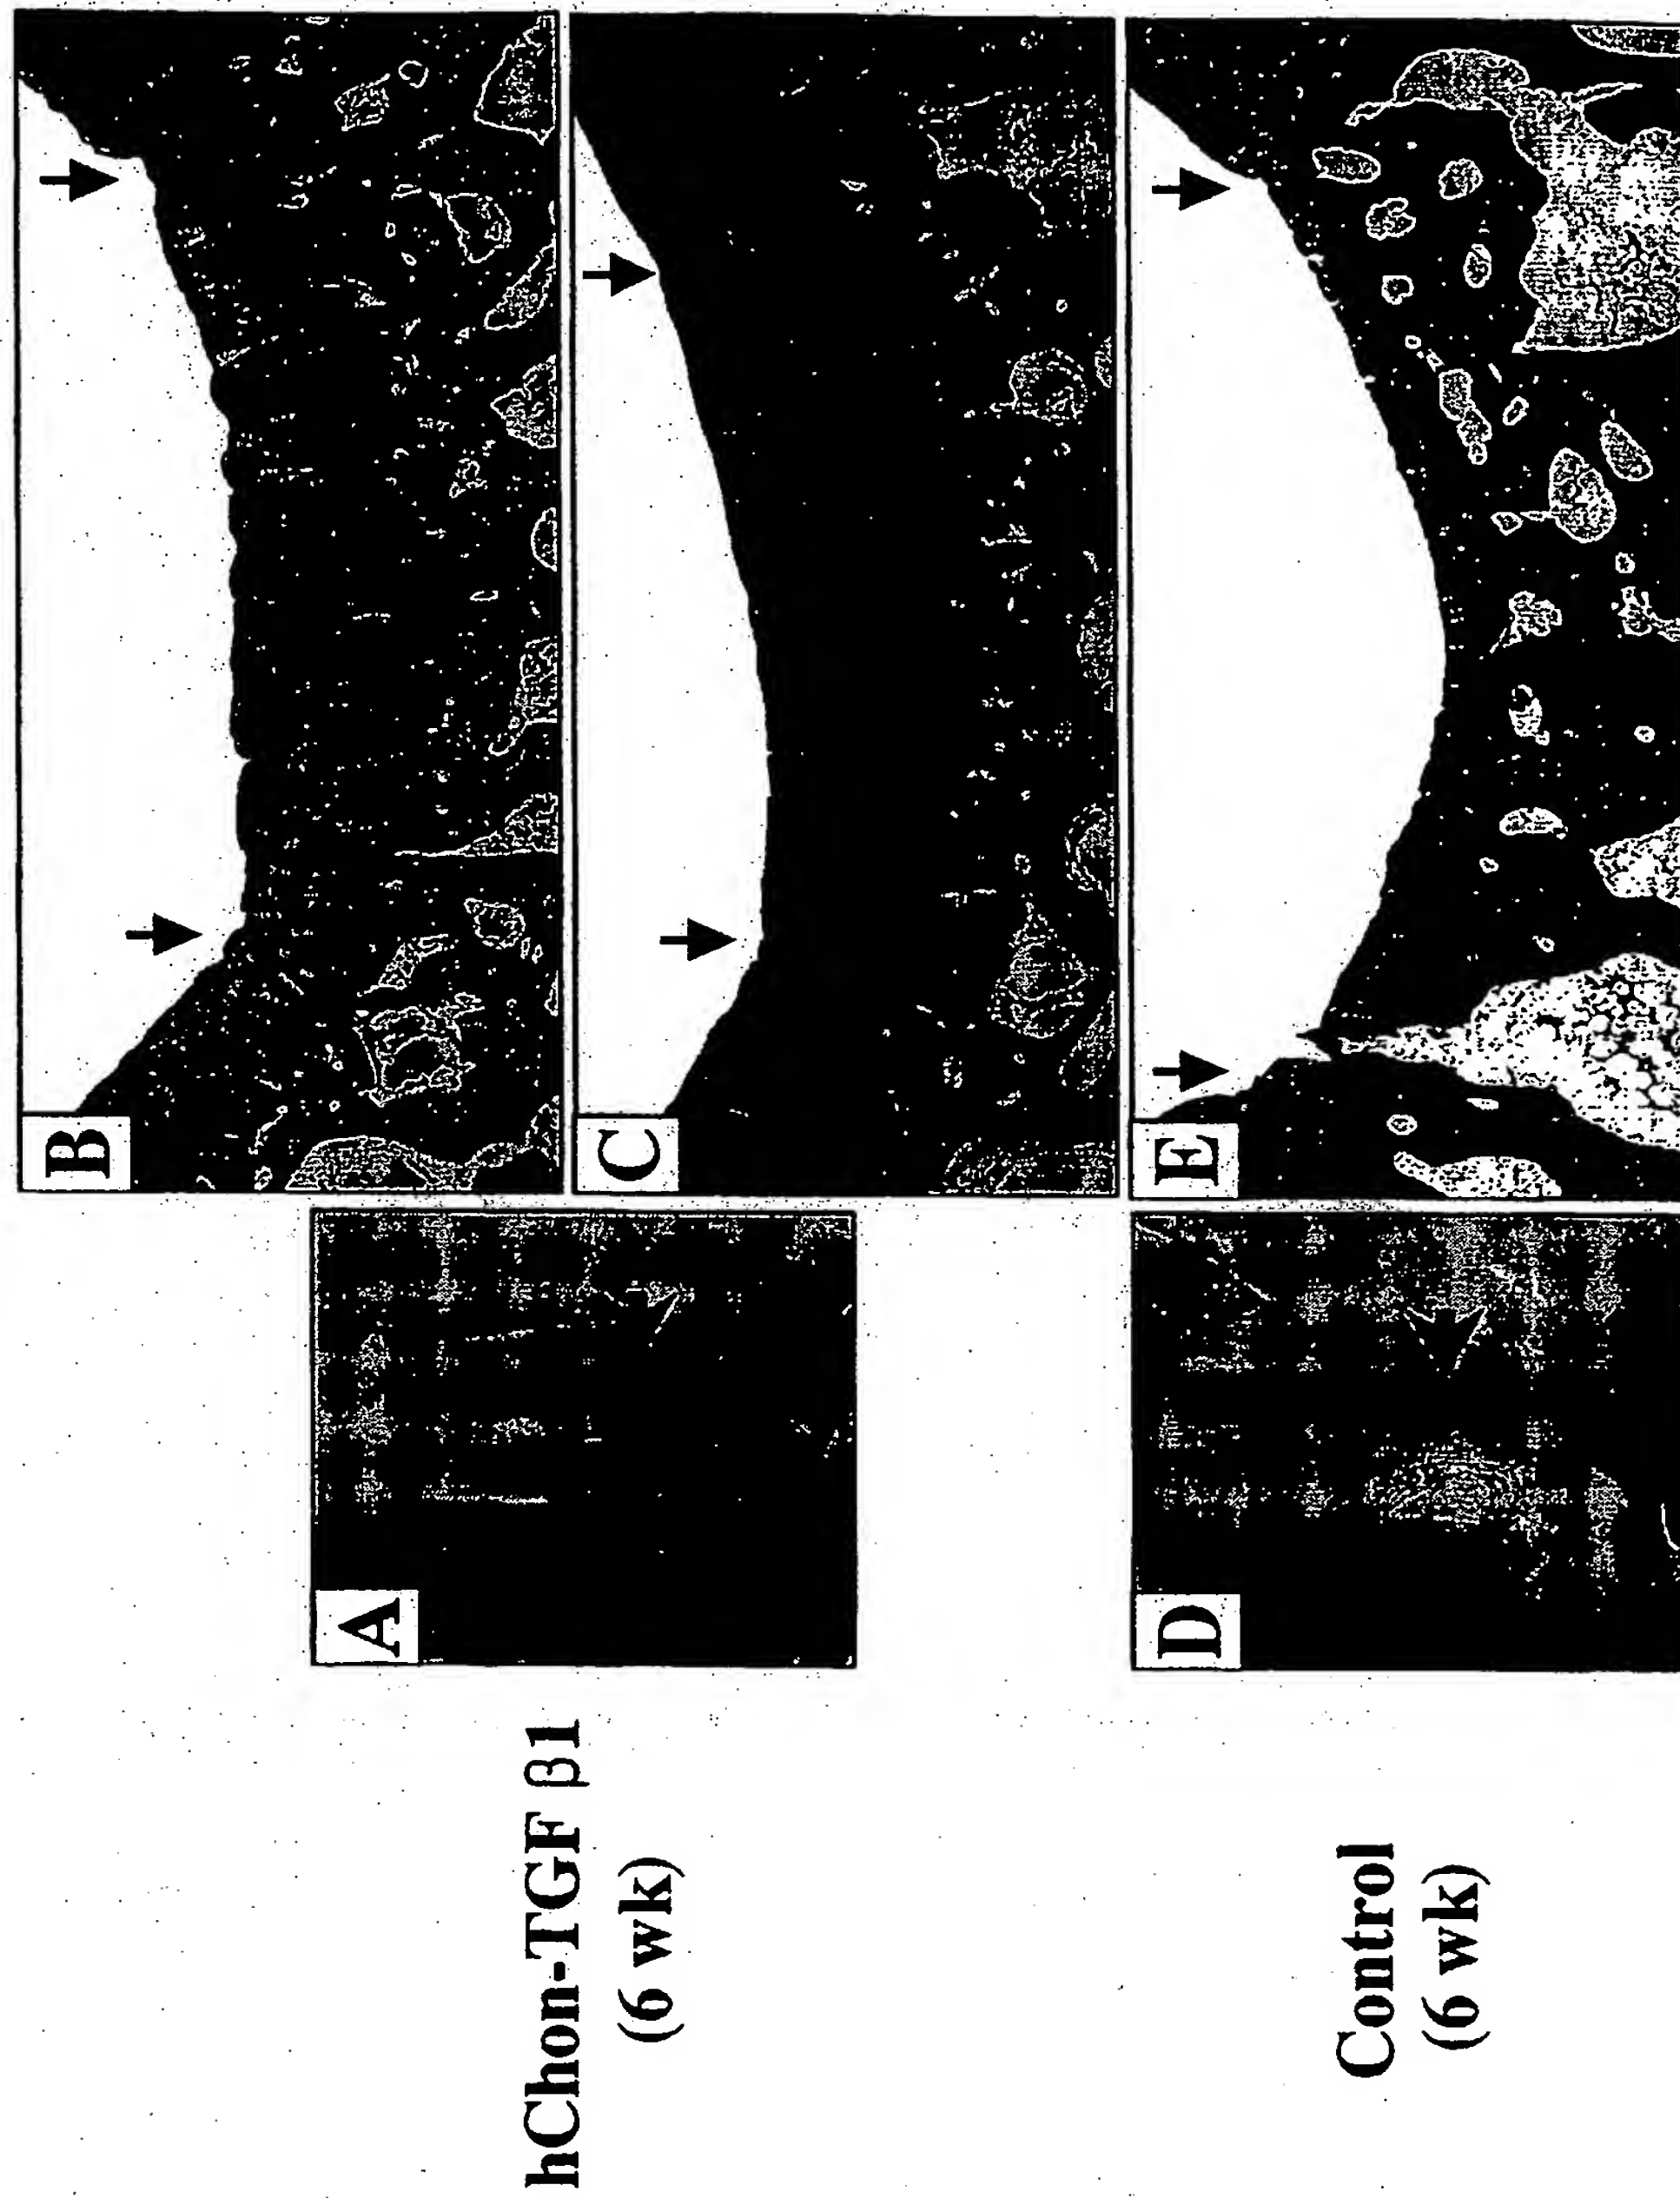 hChon-TGF β1
(6 wk)
A
B
C
Control
(6 wk)
D
E